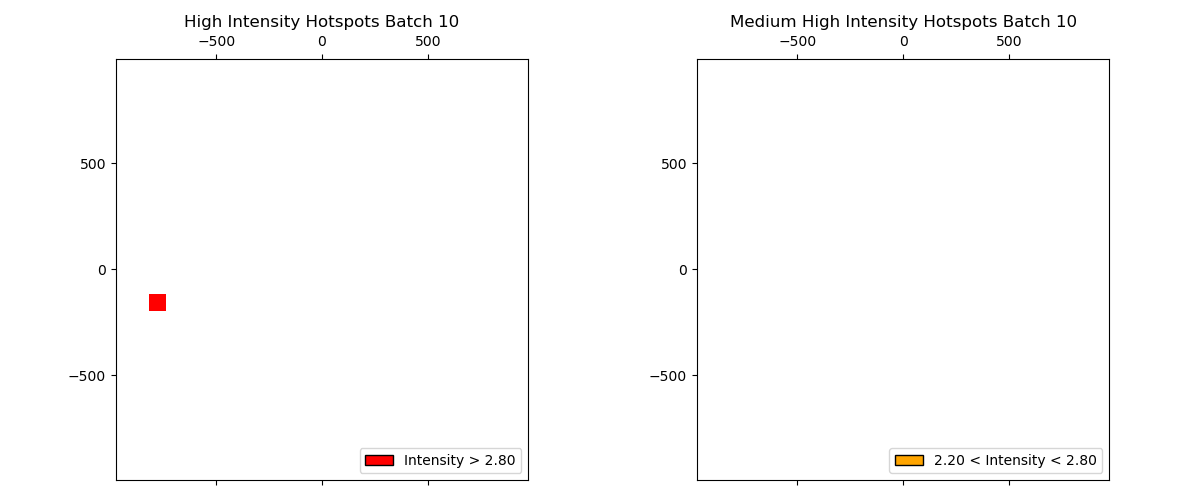 High Intensity Hotspots Batch 10
−500 0 500
500
0
−500
Intensity > 2.80
Medium High Intensity Hotspots Batch 10
−500 0 500
500
0
−500
2.20 < Intensity < 2.80